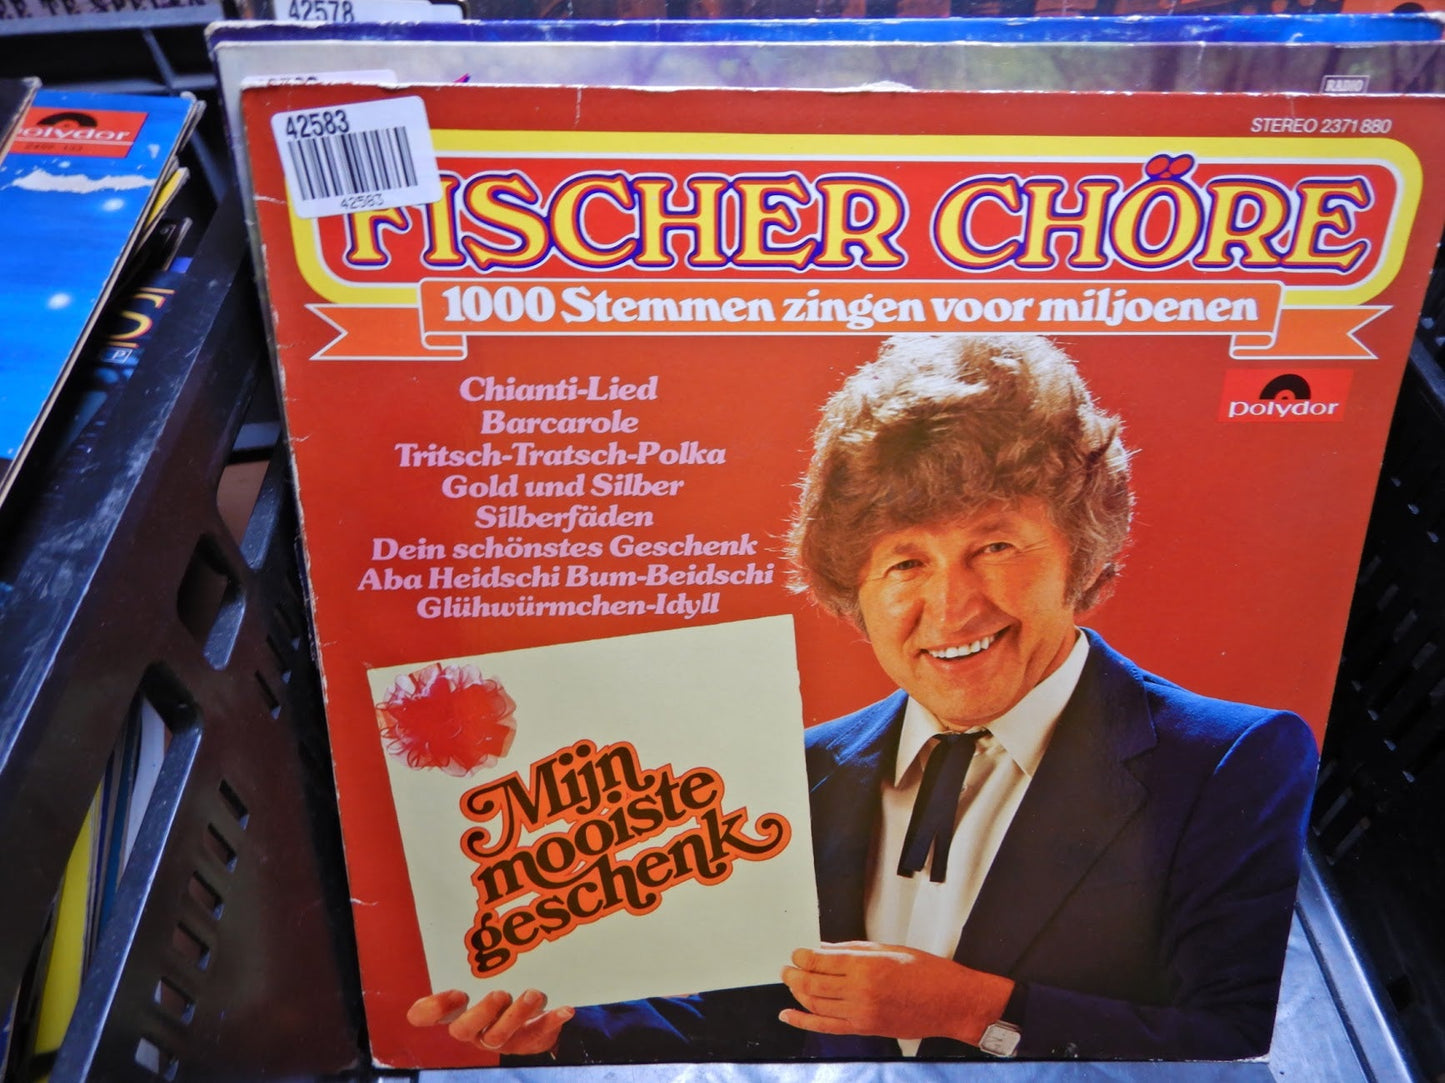 42578
polydor
42583
42583
STEREO 2371 880
RADIO
FISCHER CHÖRE
1000 Stemmen zingen voor miljoenen
Chianti-Lied
Barcarole
Tritsch-Tratsch-Polka
Gold und Silber
Silberfäden
Dein schönstes Geschenk
Aba Heidschi Bum-Beidschi
Glühwürmchen-Idyll
polydor
Mijn
mooiste
geschenk